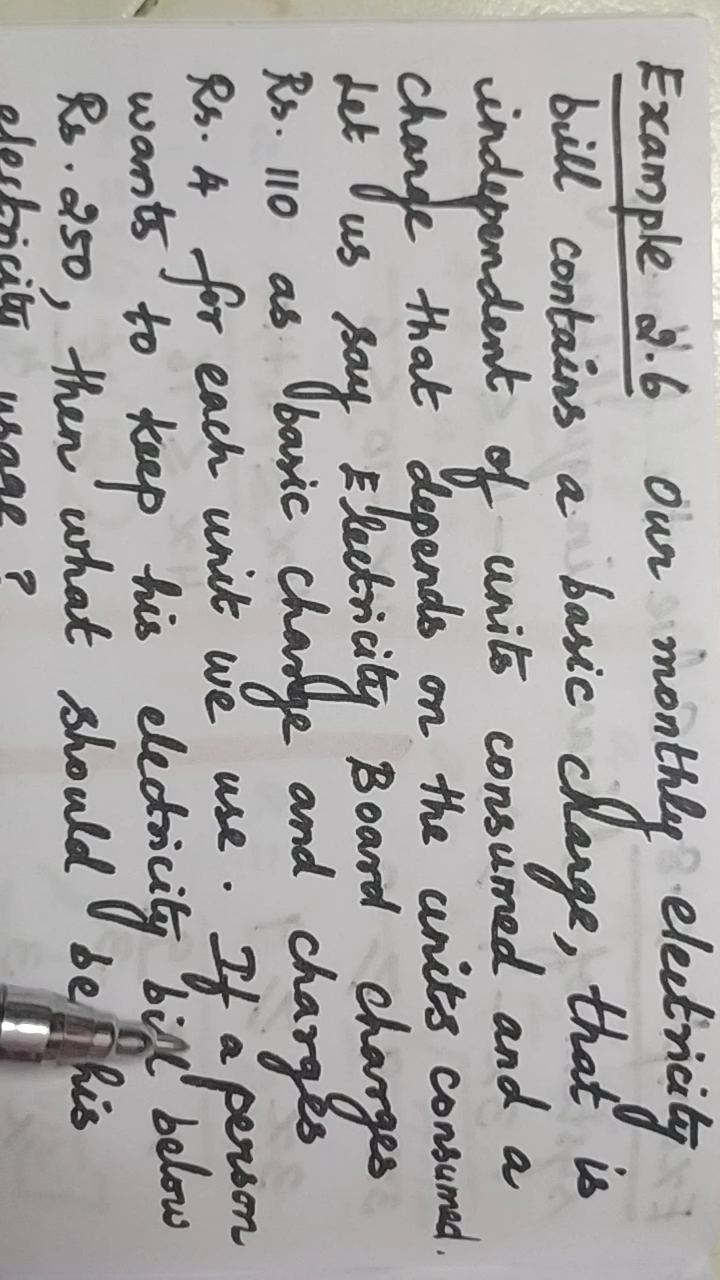 Example 2.6 Our monthly electricity
bill contains a basic charge, that is
independent of units consumed and a
charge that depends on the units consumed.
Let us say Electricity Board charges
Rs. 110 as basic charge and charges
Rs. 4 for each unit we use. If a person
wants to keep his electricity bill below
Rs. 250, then what should be his
electricity usage ?